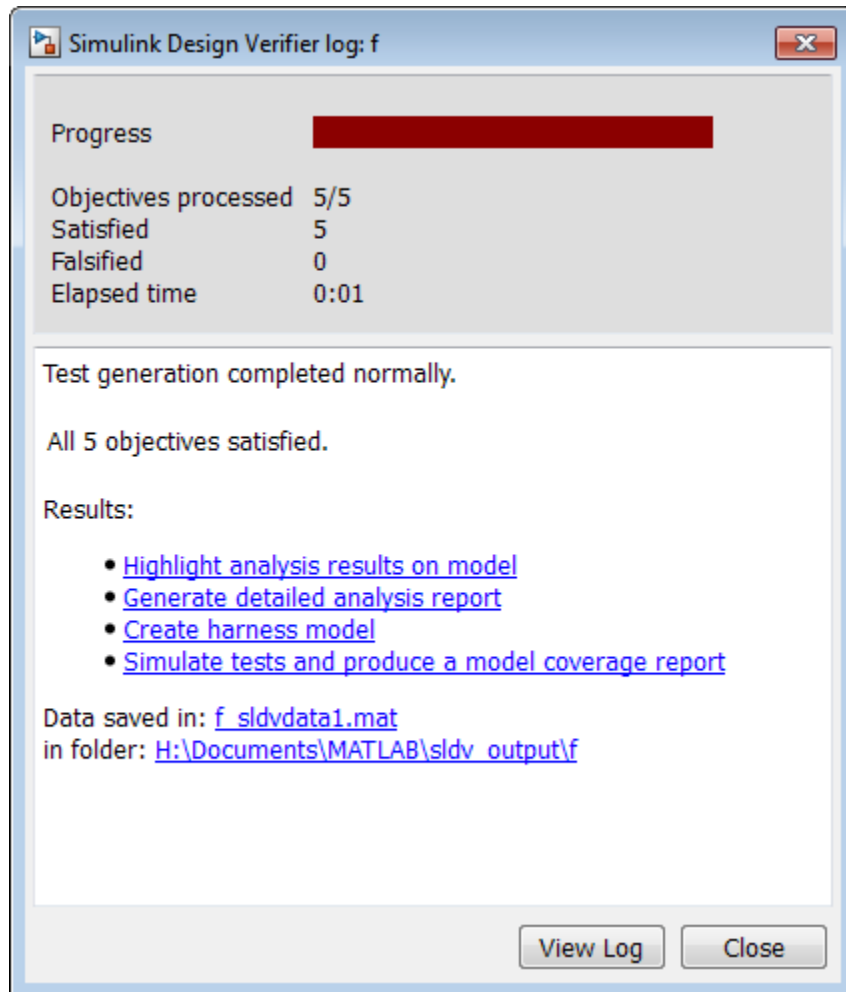 Simulink Design Verifier log: f
Progress
Objectives processed 5/5
Satisfied 5
Falsified 0
Elapsed time 0:01
Test generation completed normally.
All 5 objectives satisfied.
Results:
• Highlight analysis results on model
• Generate detailed analysis report
• Create harness model
• Simulate tests and produce a model coverage report
Data saved in: f_sldvdata1.mat
in folder: H:\Documents\MATLAB\sldv_output\f
View Log Close